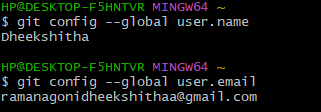 HP@DESKTOP-F5HNTVR MINGW64 ~
$ git config --global user.name
Dheekshitha
HP@DESKTOP-F5HNTVR MINGW64 ~
$ git config --global user.email
ramanagonidheekshithaa@gmail.com